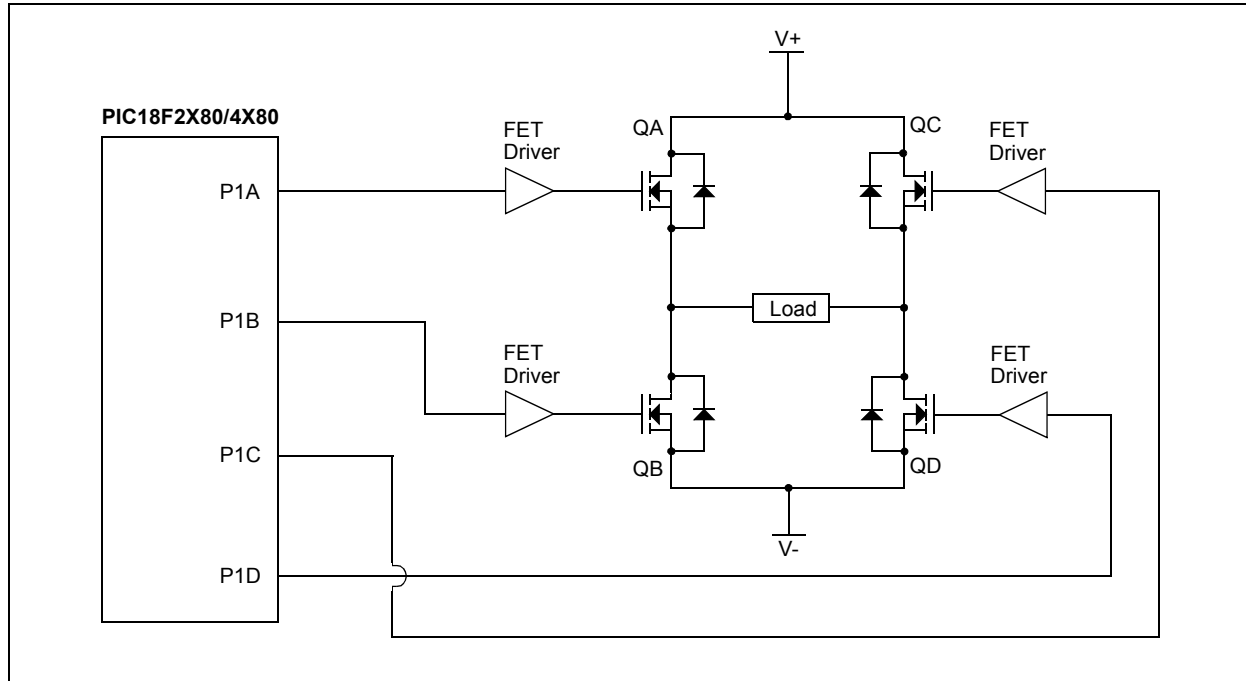 V+
PIC18F2X80/4X80
FET
Driver
QA
QC
FET
Driver
P1A
Load
P1B
FET
Driver
FET
Driver
P1C
QB
QD
V-
P1D